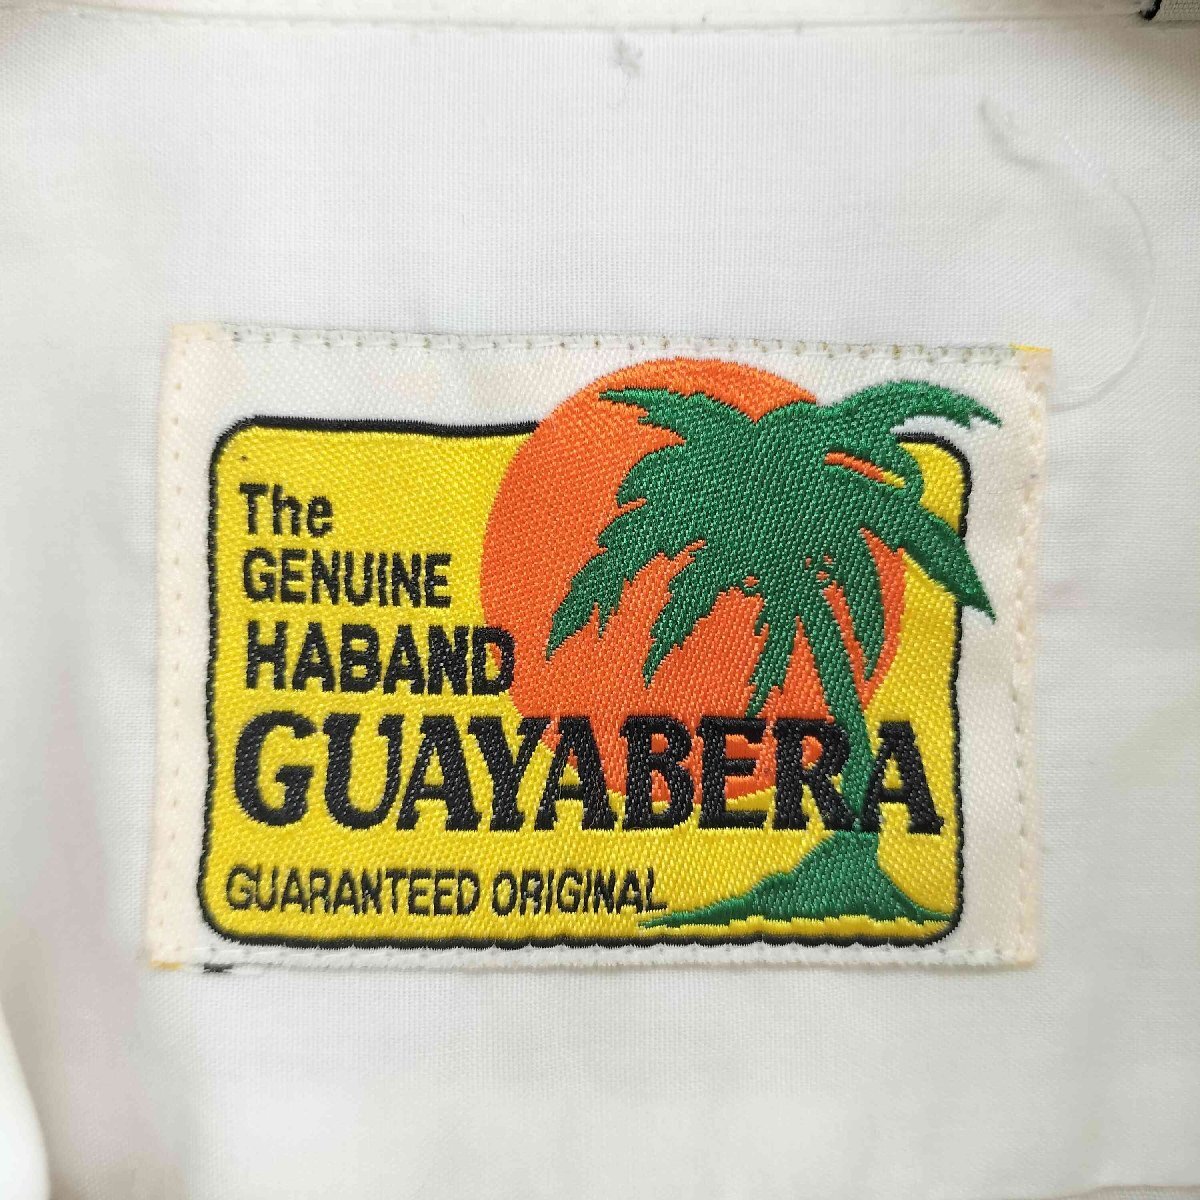 The
GENUINE
HABAND
GUAYABERA
GUARANTEED ORIGINAL